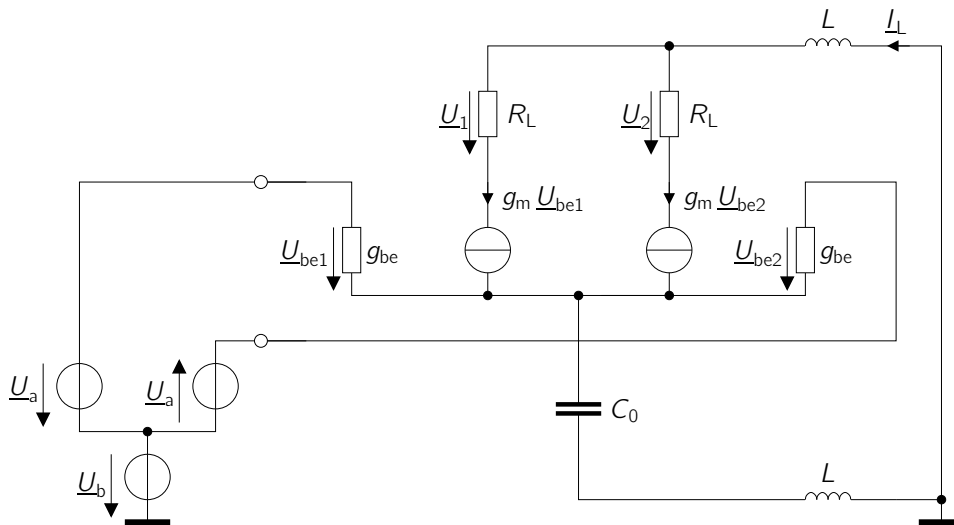 L I_L
U_1 R_L U_2 R_L
g_m U_be1 g_m U_be2
U_be1 g_be U_be2 g_be
U_a U_a C_0
U_b L